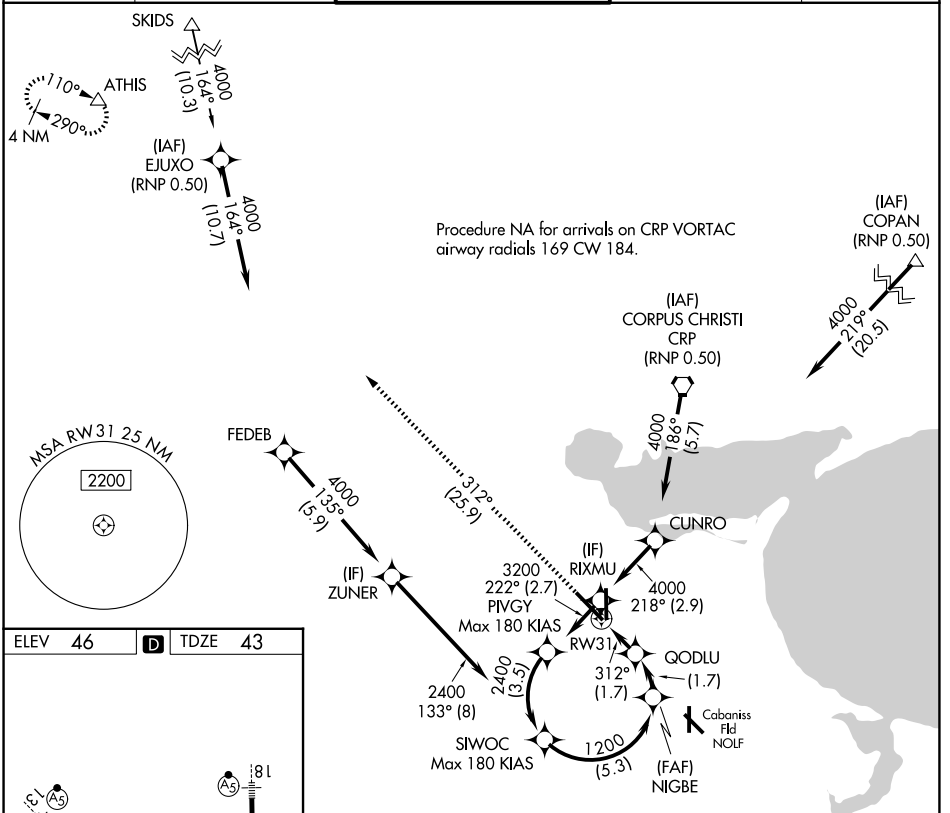 SKIDS
4000
164°
(10.3)
110°
ATHIS
290°
4 NM
(IAF)
EJUXO
(RNP 0.50)
4000
164°
(10.7)
Procedure NA for arrivals on CRP VORTAC
airway radials 169 CW 184.
(IAF)
COPAN
(RNP 0.50)
4000
219°
(20.5)
(IAF)
CORPUS CHRISTI
CRP
(RNP 0.50)
4000
186°
(5.7)
MSA RW31 25 NM
2200
FEDEB
4000
135°
(5.9)
312°
(25.9)
CUNRO
(IF)
RIXMU
(IF)
ZUNER
3200
222° (2.7)
4000
218° (2.9)
PIVGY
Max 180 KIAS
RW31
312°
(1.7)
QODLU
(1.7)
2400
133° (8)
2400
(3.5)
SIWOC
Max 180 KIAS
1200
(5.3)
(FAF)
NIGBE
Cabaniss
Fld
NOLF
ELEV 46
D
TDZE 43
A5
13
A5
18